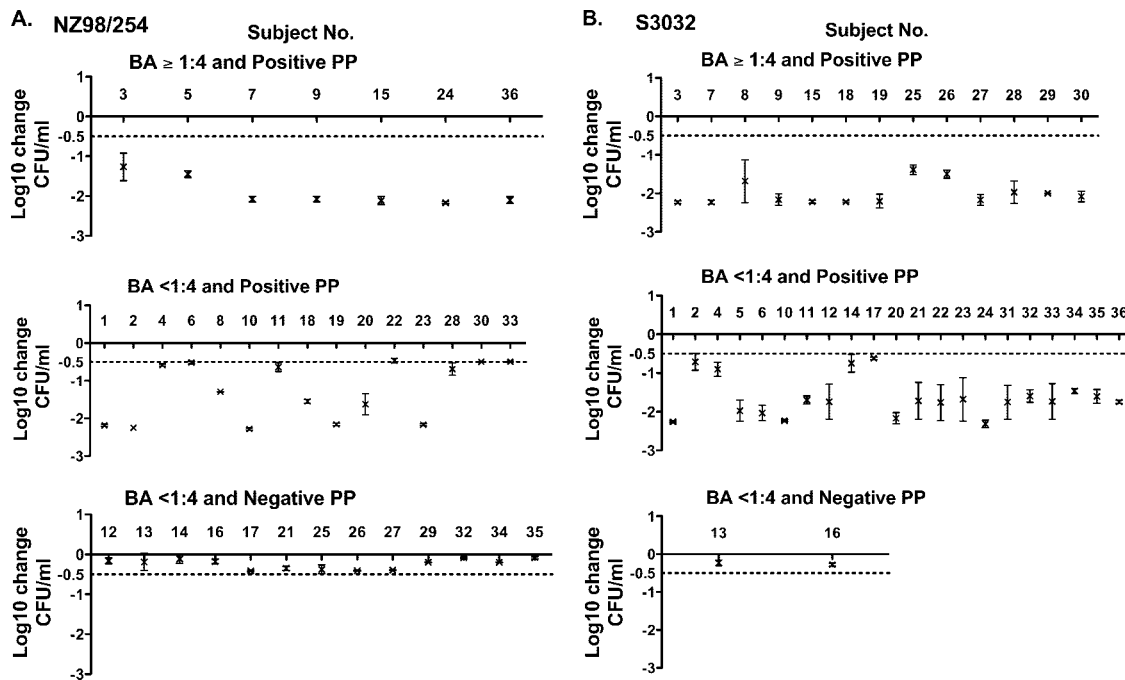 A. NZ98/254
Subject No.
BA ≥ 1:4 and Positive PP
3 5 7 9 15 24 36
1
0
-0.5
-1
-2
-3
Log10 change
CFU/ml
BA <1:4 and Positive PP
1 2 4 6 8 10 11 18 19 20 22 23 28 30 33
1
0
-0.5
-1
-2
-3
Log10 change
CFU/ml
BA <1:4 and Negative PP
12 13 14 16 17 21 25 26 27 29 32 34 35
1
0
-0.5
-1
-2
-3
Log10 change
CFU/ml
B. S3032
Subject No.
BA ≥ 1:4 and Positive PP
3 7 8 9 15 18 19 25 26 27 28 29 30
1
0
-0.5
-1
-2
-3
Log10 change
CFU/ml
BA <1:4 and Positive PP
1 2 4 5 6 10 11 12 14 17 20 21 22 23 24 31 32 33 34 35 36
1
0
-0.5
-1
-2
-3
Log10 change
CFU/ml
BA <1:4 and Negative PP
13 16
1
0
-0.5
-1
-2
-3
Log10 change
CFU/ml